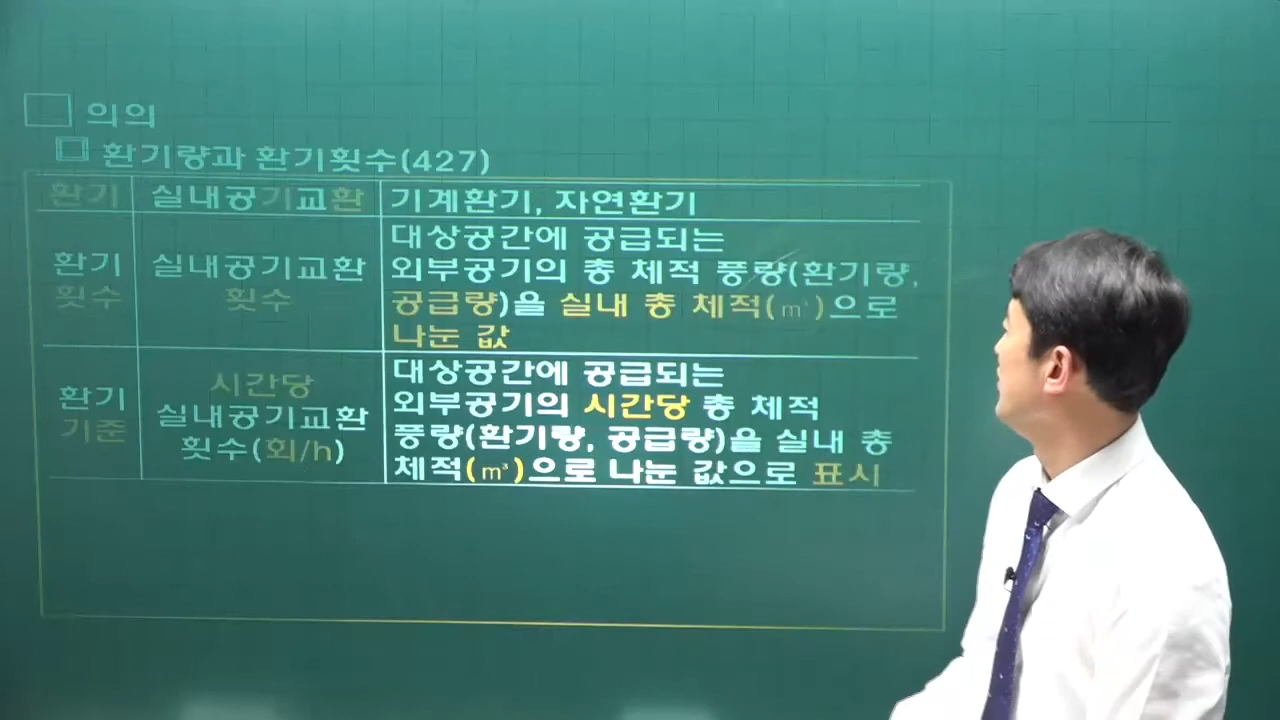 의의
환기량과 환기횟수(427)
환기 실내공기교환 기계환기, 자연환기
환기
횟수
실내공기교환
횟수
대상공간에 공급되는
외부공기의 총 체적 풍량(환기량,
공급량)을 실내 총 체적(㎥)으로
나눈 값
환기
기준
시간당
실내공기교환
횟수(회/h)
대상공간에 공급되는
외부공기의 시간당 총 체적
풍량(환기량, 공급량)을 실내 총
체적(㎥)으로 나눈 값으로 표시